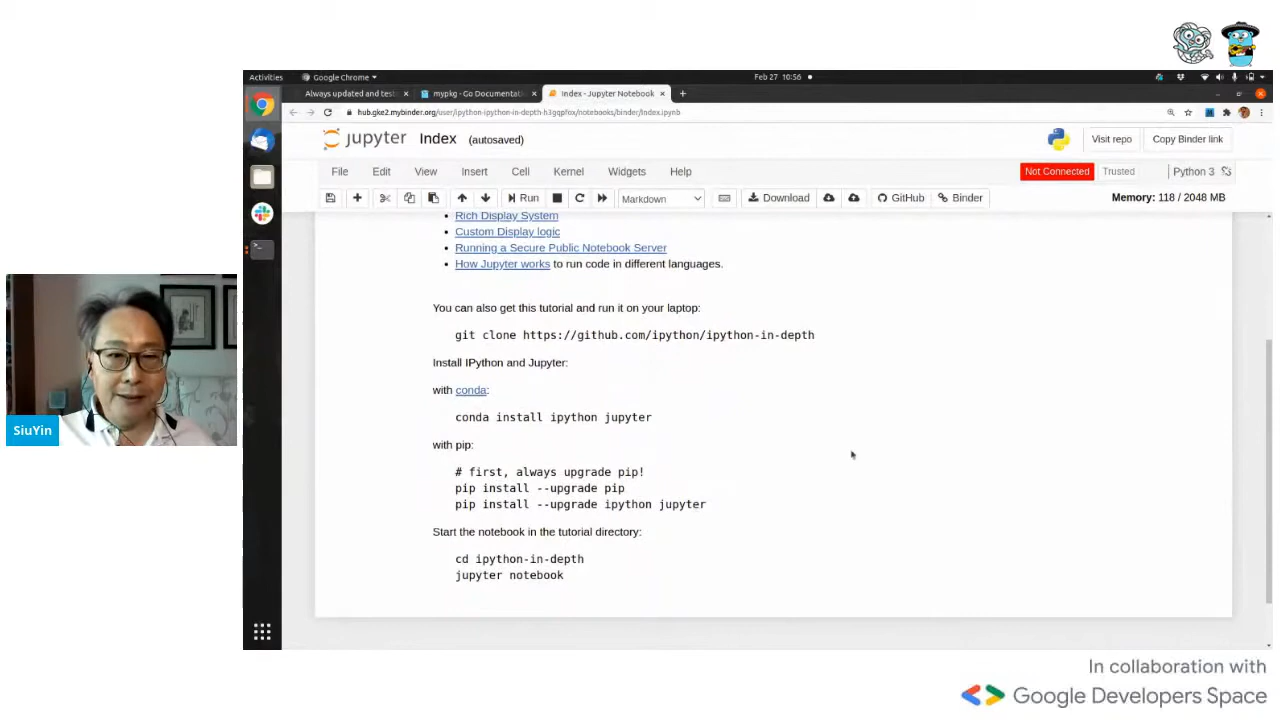 Activities
Google Chrome
Feb 27 10:56
Always updated and test
mypkg - Go Documentat
Index - Jupyter Notebook
hub.gke2.mybinder.org/user/ipython-ipython-in-depth-h3gqpfox/notebooks/binder/Index.ipynb
jupyter Index (autosaved)
Visit repo
Copy Binder link
File Edit View Insert Cell Kernel Widgets Help
Not Connected
Trusted
Python 3
Run
Markdown
Download
GitHub
Binder
Memory: 118 / 2048 MB
• Rich Display System
• Custom Display logic
• Running a Secure Public Notebook Server
• How Jupyter works to run code in different languages.
You can also get this tutorial and run it on your laptop:
git clone https://github.com/ipython/ipython-in-depth
Install IPython and Jupyter:
with conda:
conda install ipython jupyter
with pip:
# first, always upgrade pip!
pip install --upgrade pip
pip install --upgrade ipython jupyter
Start the notebook in the tutorial directory:
cd ipython-in-depth
jupyter notebook
SiuYin
In collaboration with
Google Developers Space